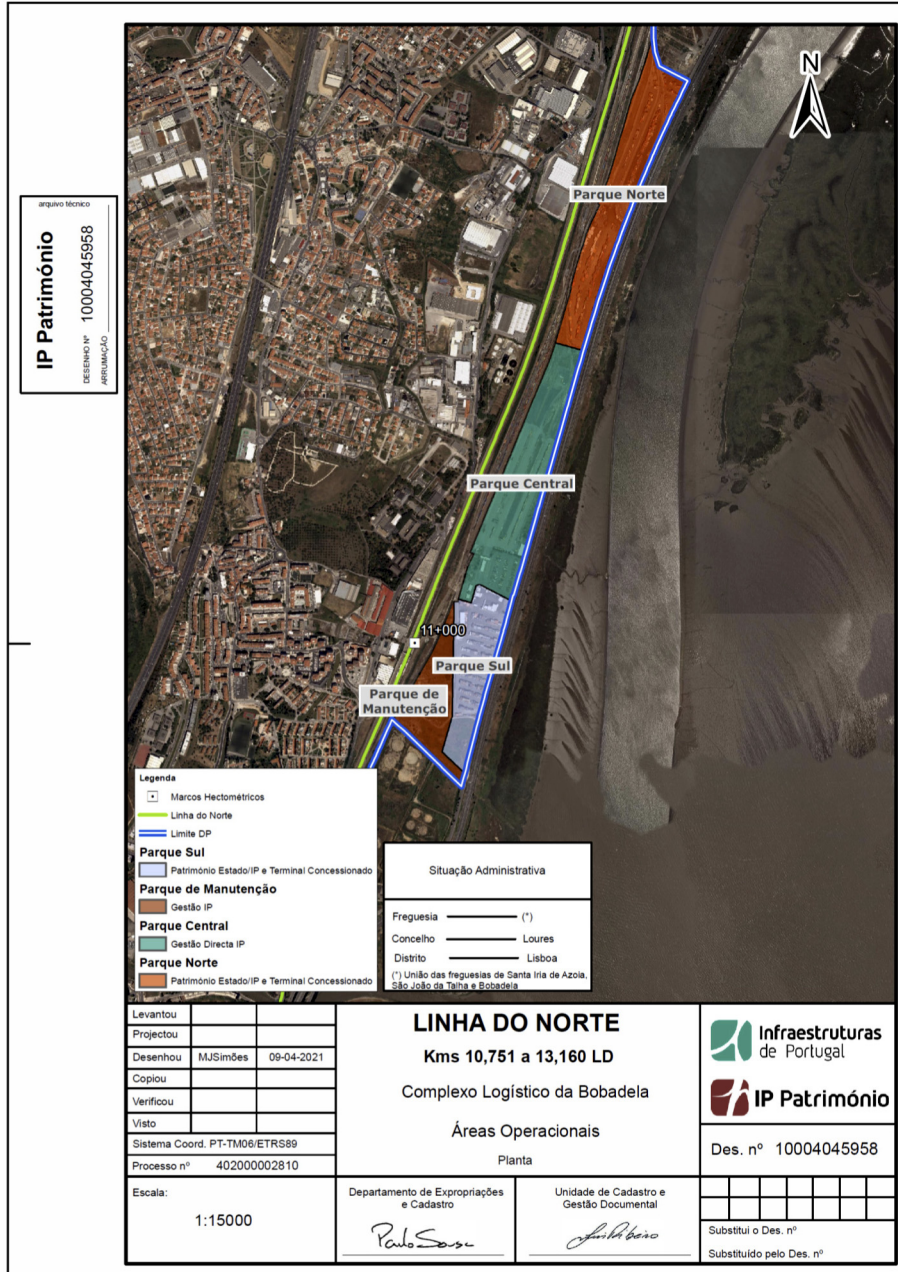 arquivo técnico
IP Património
DESENHO Nº 10004045958
ARRUMAÇÃO
N
Parque Norte
Parque Central
11+000
Parque Sul
Parque de
Manutenção
Legenda
Marcos Hectométricos
Linha do Norte
Limite DP
Parque Sul
Património Estado/IP e Terminal Concessionado
Parque de Manutenção
Gestão IP
Parque Central
Gestão Directa IP
Parque Norte
Património Estado/IP e Terminal Concessionado
Situação Administrativa
Freguesia (*)
Concelho Loures
Distrito Lisboa
(*) União das freguesias de Santa Iria de Azoia,
São João da Talha e Bobadela
Levantou
Projectou
Desenhou MJSimões 09-04-2021
Copiou
Verificou
Visto
Sistema Coord. PT-TM06/ETRS89
Processo nº 402000002810
Escala:
1:15000
LINHA DO NORTE
Kms 10,751 a 13,160 LD
Complexo Logístico da Bobadela
Áreas Operacionais
Planta
Departamento de Expropriações
e Cadastro
Paulo Sousa
Unidade de Cadastro e
Gestão Documental
Infraestruturas
de Portugal
IP Património
Des. nº 10004045958
Substitui o Des. nº
Substituído pelo Des. nº